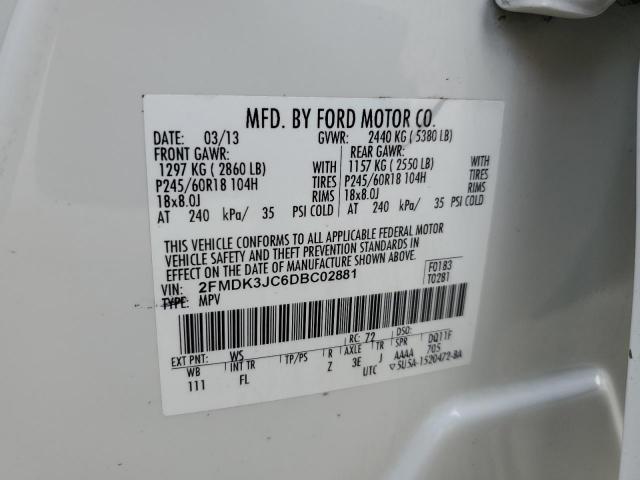 MFD. BY FORD MOTOR CO.
DATE: 03/13 GVWR: 2440 KG ( 5380 LB)
FRONT GAWR: REAR GAWR:
1297 KG ( 2860 LB) WITH 1157 KG ( 2550 LB) WITH
P245/60R18 104H TIRES P245/60R18 104H TIRES
18x8.0J RIMS 18x8.0J RIMS
AT 240 kPa/ 35 PSI COLD AT 240 kPa/ 35 PSI COLD
THIS VEHICLE CONFORMS TO ALL APPLICABLE FEDERAL MOTOR
VEHICLE SAFETY AND THEFT PREVENTION STANDARDS IN
EFFECT ON THE DATE OF MANUFACTURE SHOWN ABOVE.
VIN: 2FMDK3JC6DBC02881 F0183
TYPE: MPV T0281
EXT PNT: WS RC: 72 DSO:
WB INT TR TP/PS R AXLE TR SPR DQ11F
111 FL Z 3E J AAAA 705
UTC ▽5U5A-1520472-BA